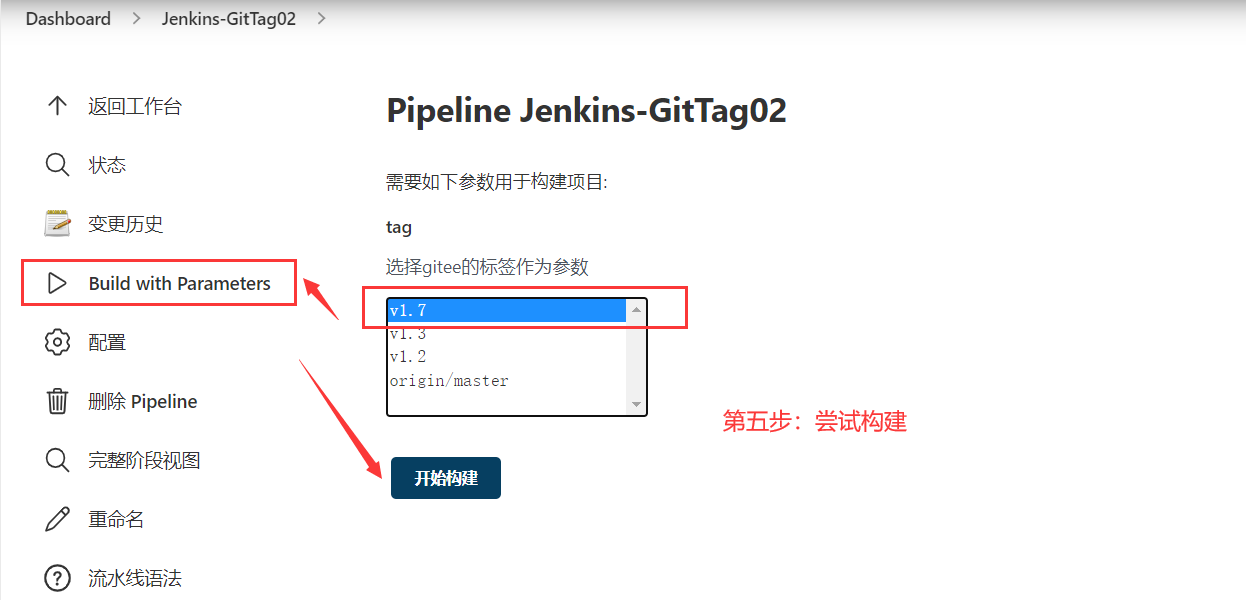 Dashboard > Jenkins-GitTag02 >
返回工作台
状态
变更历史
Build with Parameters
配置
删除 Pipeline
完整阶段视图
重命名
流水线语法
Pipeline Jenkins-GitTag02
需要如下参数用于构建项目:
tag
选择gitee的标签作为参数
v1.7
v1.3
v1.2
origin/master
第五步：尝试构建
开始构建